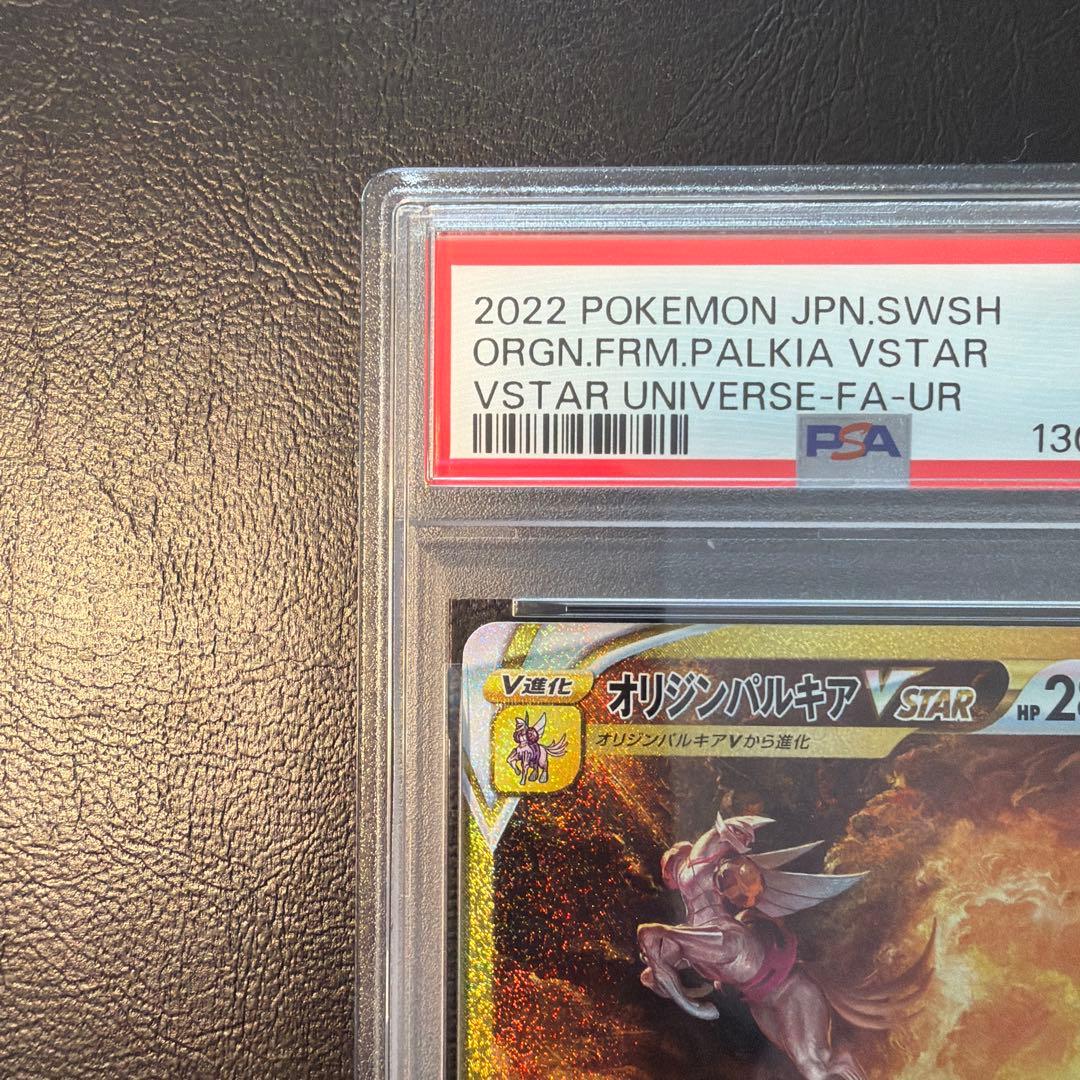 2022 POKEMON JPN.SWSH
ORGN.FRM.PALKIA VSTAR
VSTAR UNIVERSE-FA-UR
PSA
V進化
オリジンパルキア VSTAR
HP
オリジンパルキアVから進化